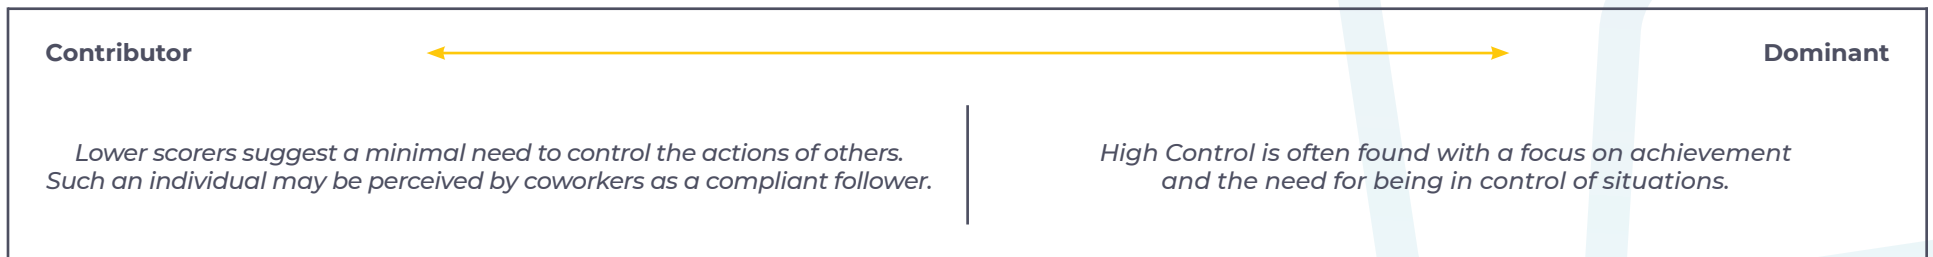 Contributor
Dominant
Lower scorers suggest a minimal need to control the actions of others.
Such an individual may be perceived by coworkers as a compliant follower.
High Control is often found with a focus on achievement
and the need for being in control of situations.